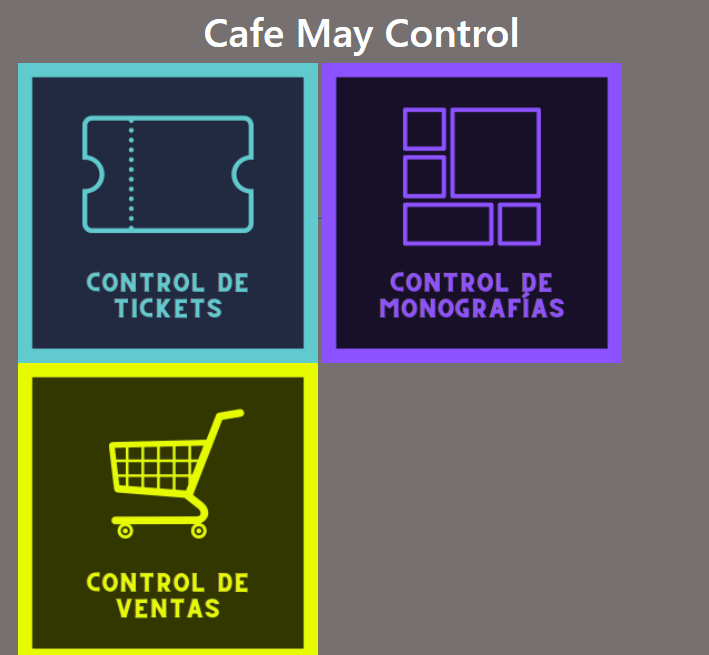 Cafe May Control
CONTROL DE
TICKETS
CONTROL DE
MONOGRAFÍAS
CONTROL DE
VENTAS